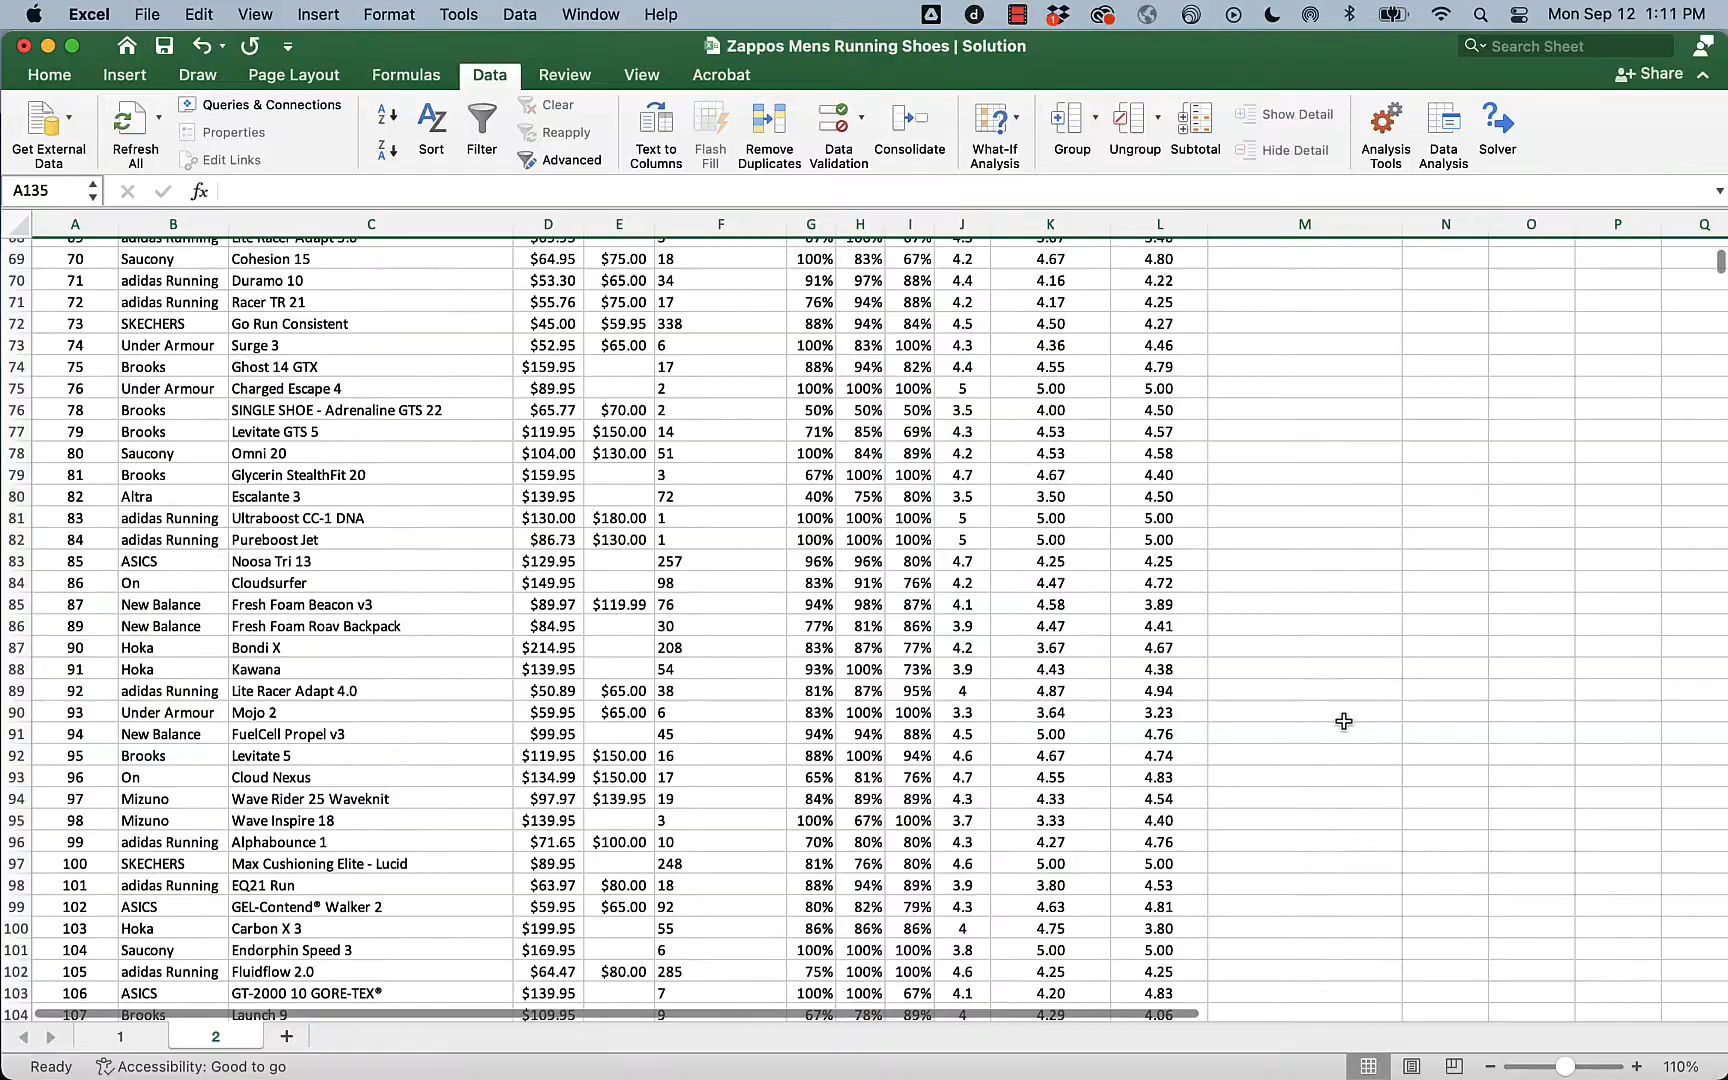 Excel File Edit View Insert Format Tools Data Window Help Mon Sep 12 1:11 PM
Zappos Mens Running Shoes | Solution Search Sheet
Home Insert Draw Page Layout Formulas Data Review View Acrobat Share
Get External Data
Refresh All
Queries & Connections
Properties
Edit Links
Sort
Filter
Clear
Reapply
Advanced
Text to Columns
Flash Fill
Remove Duplicates
Data Validation
Consolidate
What-If Analysis
Group
Ungroup
Subtotal
Show Detail
Hide Detail
Analysis Tools
Data Analysis
Solver
A135 fx
A B C D E F G H I J K L M N O P Q
69 70 Saucony Cohesion 15 $64.95 $75.00 18 100% 83% 67% 4.2 4.67 4.80
70 71 adidas Running Duramo 10 $53.30 $65.00 34 91% 97% 88% 4.4 4.16 4.22
71 72 adidas Running Racer TR 21 $55.76 $75.00 17 76% 94% 88% 4.2 4.17 4.25
72 73 SKECHERS Go Run Consistent $45.00 $59.95 338 88% 94% 84% 4.5 4.50 4.27
73 74 Under Armour Surge 3 $52.95 $65.00 6 100% 83% 100% 4.3 4.36 4.46
74 75 Brooks Ghost 14 GTX $159.95 17 88% 94% 82% 4.4 4.55 4.79
75 76 Under Armour Charged Escape 4 $89.95 2 100% 100% 100% 5 5.00 5.00
76 78 Brooks SINGLE SHOE - Adrenaline GTS 22 $65.77 $70.00 2 50% 50% 50% 3.5 4.00 4.50
77 79 Brooks Levitate GTS 5 $119.95 $150.00 14 71% 85% 69% 4.3 4.53 4.57
78 80 Saucony Omni 20 $104.00 $130.00 51 100% 84% 89% 4.2 4.53 4.58
79 81 Brooks Glycerin StealthFit 20 $159.95 3 67% 100% 100% 4.7 4.67 4.40
80 82 Altra Escalante 3 $139.95 72 40% 75% 80% 3.5 3.50 4.50
81 83 adidas Running Ultraboost CC-1 DNA $130.00 $180.00 1 100% 100% 100% 5 5.00 5.00
82 84 adidas Running Pureboost Jet $86.73 $130.00 1 100% 100% 100% 5 5.00 5.00
83 85 ASICS Noosa Tri 13 $129.95 257 96% 96% 80% 4.7 4.25 4.25
84 86 On Cloudsurfer $149.95 98 83% 91% 76% 4.2 4.47 4.72
85 87 New Balance Fresh Foam Beacon v3 $89.97 $119.99 76 94% 98% 87% 4.1 4.58 3.89
86 89 New Balance Fresh Foam Roav Backpack $84.95 30 77% 81% 86% 3.9 4.47 4.41
87 90 Hoka Bondi X $214.95 208 83% 87% 77% 4.2 3.67 4.67
88 91 Hoka Kawana $139.95 54 93% 100% 73% 3.9 4.43 4.38
89 92 adidas Running Lite Racer Adapt 4.0 $50.89 $65.00 38 81% 87% 95% 4 4.87 4.94
90 93 Under Armour Mojo 2 $59.95 $65.00 6 83% 100% 100% 3.3 3.64 3.23
91 94 New Balance FuelCell Propel v3 $99.95 45 94% 94% 88% 4.5 5.00 4.76
92 95 Brooks Levitate 5 $119.95 $150.00 16 88% 100% 94% 4.6 4.67 4.74
93 96 On Cloud Nexus $134.99 $150.00 17 65% 81% 76% 4.7 4.55 4.83
94 97 Mizuno Wave Rider 25 Waveknit $97.97 $139.95 19 84% 89% 89% 4.3 4.33 4.54
95 98 Mizuno Wave Inspire 18 $139.95 3 100% 67% 100% 3.7 3.33 4.40
96 99 adidas Running Alphabounce 1 $71.65 $100.00 10 70% 80% 80% 4.3 4.27 4.76
97 100 SKECHERS Max Cushioning Elite - Lucid $89.95 248 81% 76% 80% 4.6 5.00 5.00
98 101 adidas Running EQ21 Run $63.97 $80.00 18 88% 94% 89% 3.9 3.80 4.53
99 102 ASICS GEL-Contend® Walker 2 $59.95 $65.00 92 80% 82% 79% 4.3 4.63 4.81
100 103 Hoka Carbon X 3 $199.95 55 86% 86% 86% 4 4.75 3.80
101 104 Saucony Endorphin Speed 3 $169.95 6 100% 100% 100% 3.8 5.00 5.00
102 105 adidas Running Fluidflow 2.0 $64.47 $80.00 285 75% 100% 100% 4.6 4.25 4.25
103 106 ASICS GT-2000 10 GORE-TEX® $139.95 7 100% 100% 67% 4.1 4.20 4.83
104 107 Brooks Launch 9 $109.95 9 67% 78% 89% 4 4.29 4.06
1 2 +
Ready Accessibility: Good to go 110%